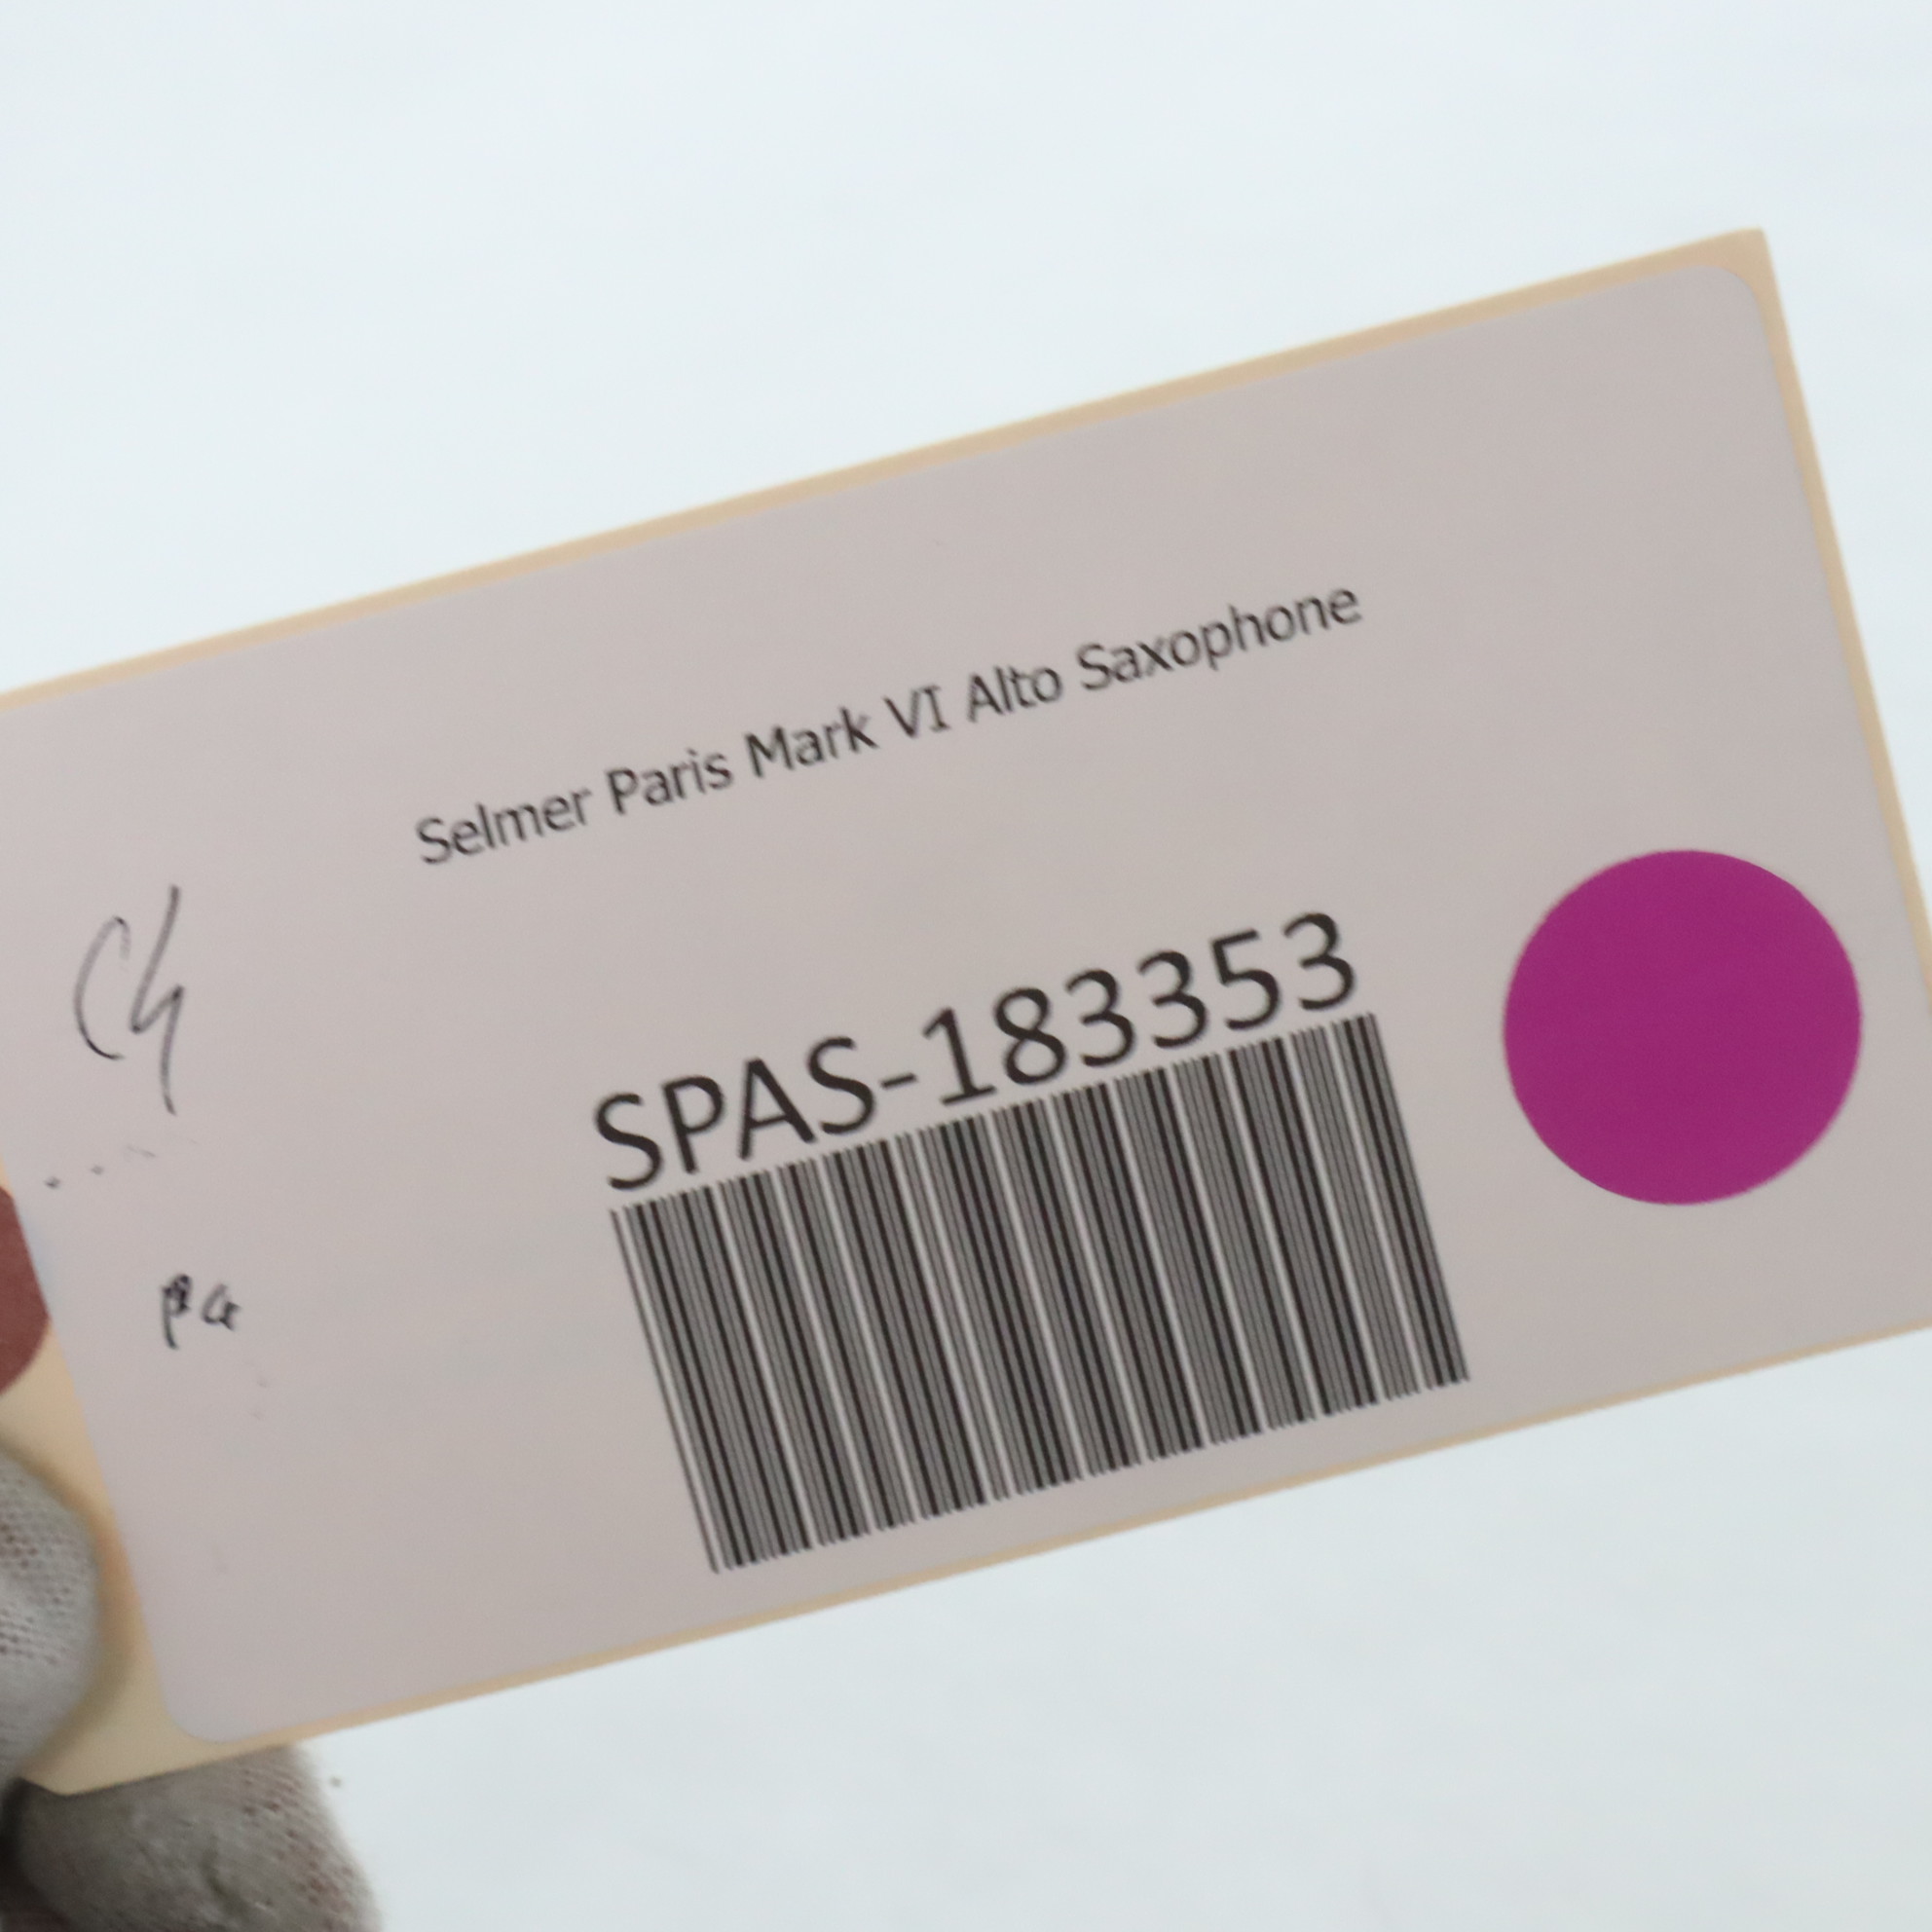 Selmer Paris Mark VI Alto Saxophone
SPAS-183353